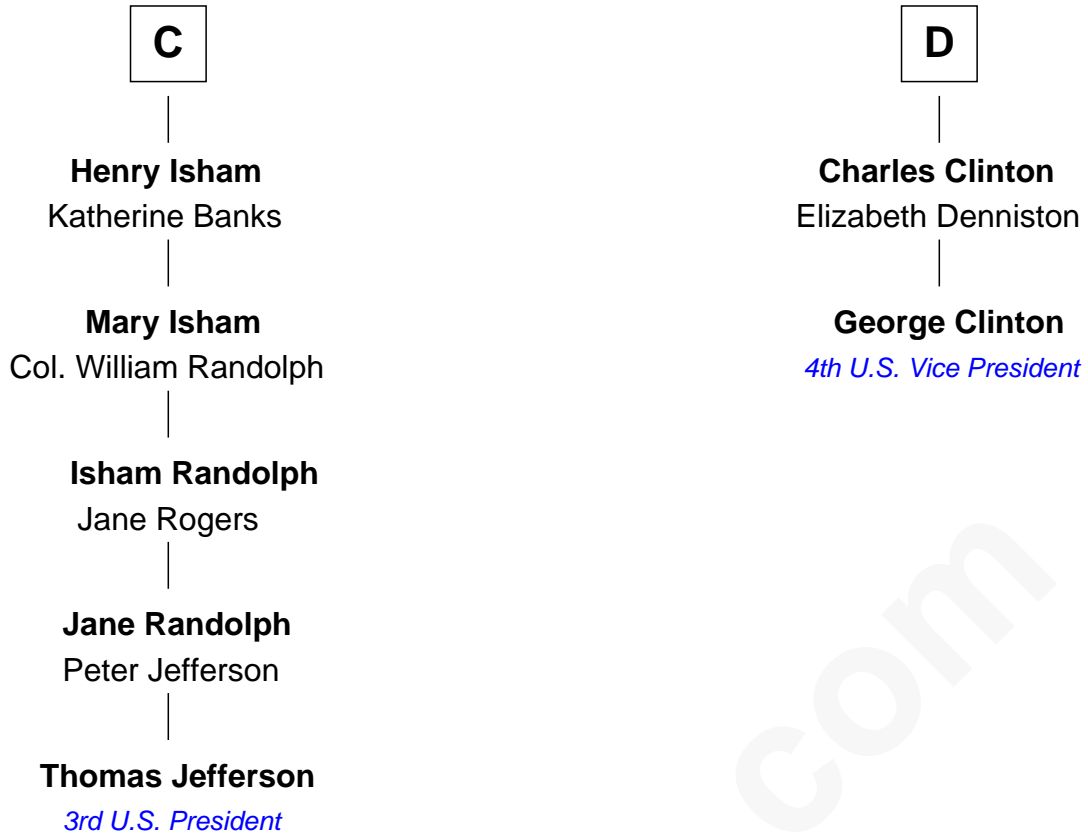 C
Henry Isham
Katherine Banks
Mary Isham
Col. William Randolph
Isham Randolph
Jane Rogers
Jane Randolph
Peter Jefferson
Thomas Jefferson
3rd U.S. President
D
Charles Clinton
Elizabeth Denniston
George Clinton
4th U.S. Vice President
com